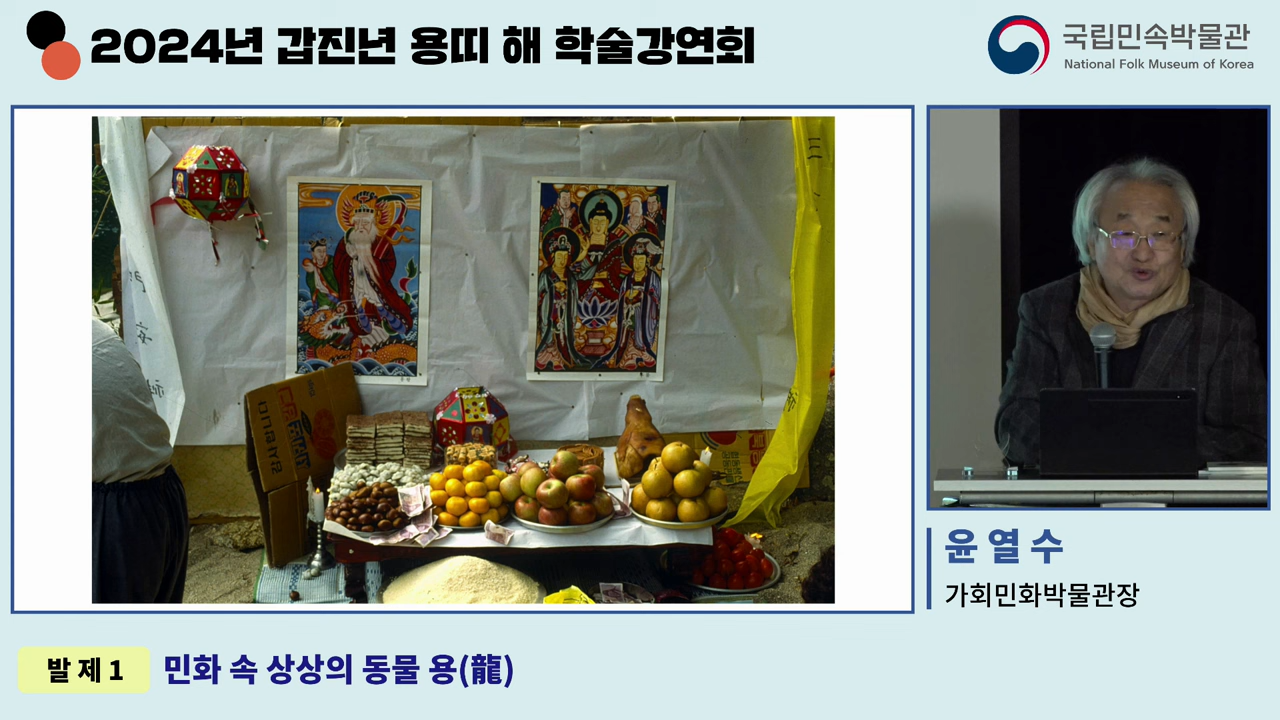 2024년 갑진년 용띠 해 학술강연회
국립민속박물관
National Folk Museum of Korea
윤열수
가회민화박물관장
발 제 1
민화 속 상상의 동물 용(龍)